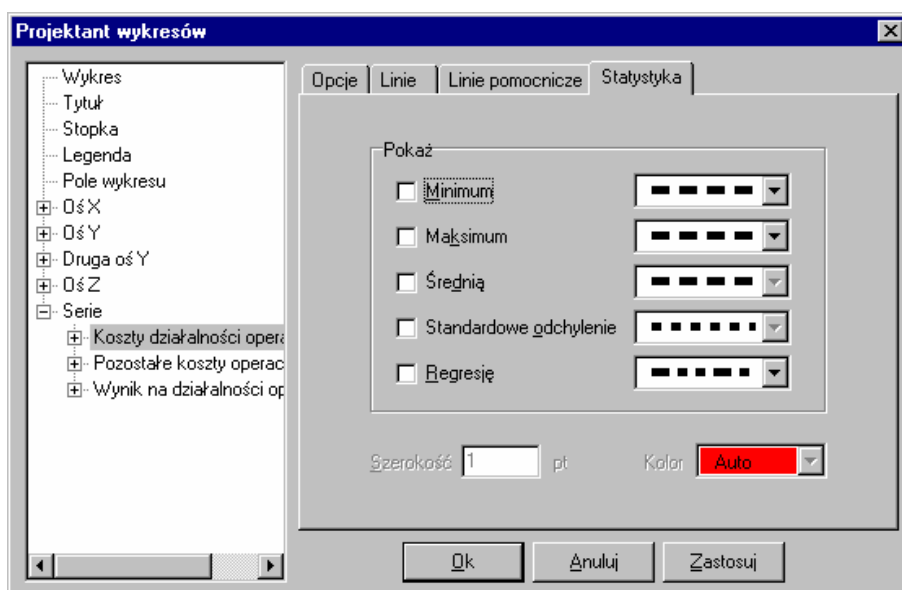 Projektant wykresów
Wykres
Tytuł
Stopka
Legenda
Pole wykresu
Oś X
Oś Y
Druga oś Y
Oś Z
Serie
Koszty działalności opera
Pozostałe koszty operac
Wynik na działalności op
Opcje
Linie
Linie pomocnicze
Statystyka
Pokaż
Minimum
Maksimum
Średnią
Standardowe odchylenie
Regresję
Szerokość 1 pt
Kolor Auto
Ok
Anuluj
Zastosuj